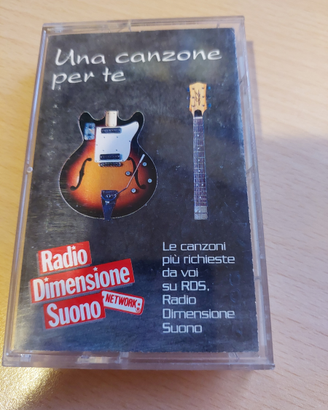 Una canzone
per te
Radio
Dimensione
Suono
NETWORK
Le canzoni
più richieste
da voi
su RDS.
Radio
Dimensione
Suono